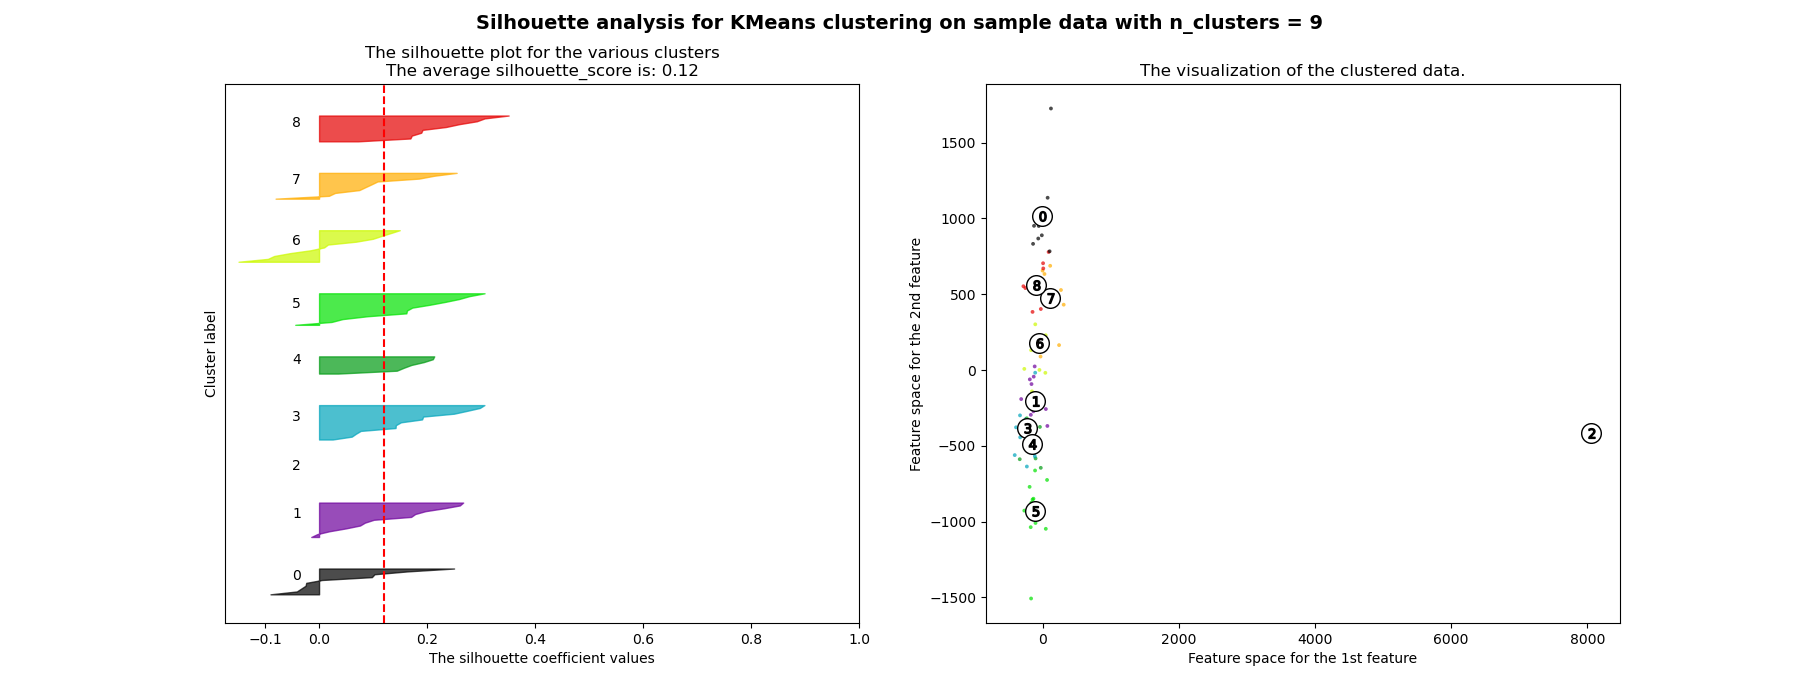 Silhouette analysis for KMeans clustering on sample data with n_clusters = 9
The silhouette plot for the various clusters
The average silhouette_score is: 0.12
8
7
6
5
4
3
2
1
0
Cluster label
−0.1 0.0 0.2 0.4 0.6 0.8 1.0
The silhouette coefficient values
The visualization of the clustered data.
1500
1000
500
0
−500
−1000
−1500
Feature space for the 2nd feature
0
8
7
6
1
3
2
4
5
0 2000 4000 6000 8000
Feature space for the 1st feature